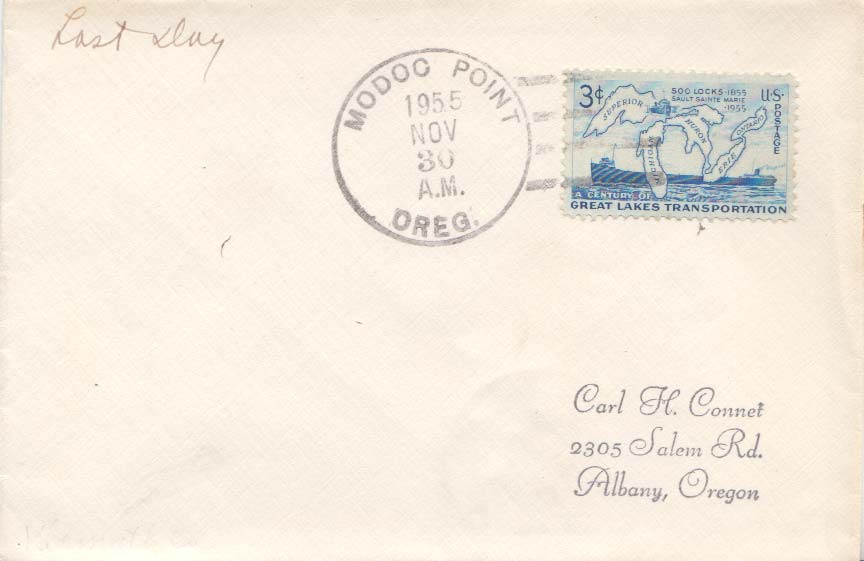 Last Day
MODOC POINT
1955
NOV
30
A.M.
OREG.
3¢
SOO LOCKS·1855
SAULT SAINTE MARIE
·1955
U·S·
POSTAGE
SUPERIOR
HURON
ONTARIO
MICHIGAN
ERIE
A CENTURY OF
GREAT LAKES TRANSPORTATION
Carl H. Connet
2305 Salem Rd.
Albany, Oregon